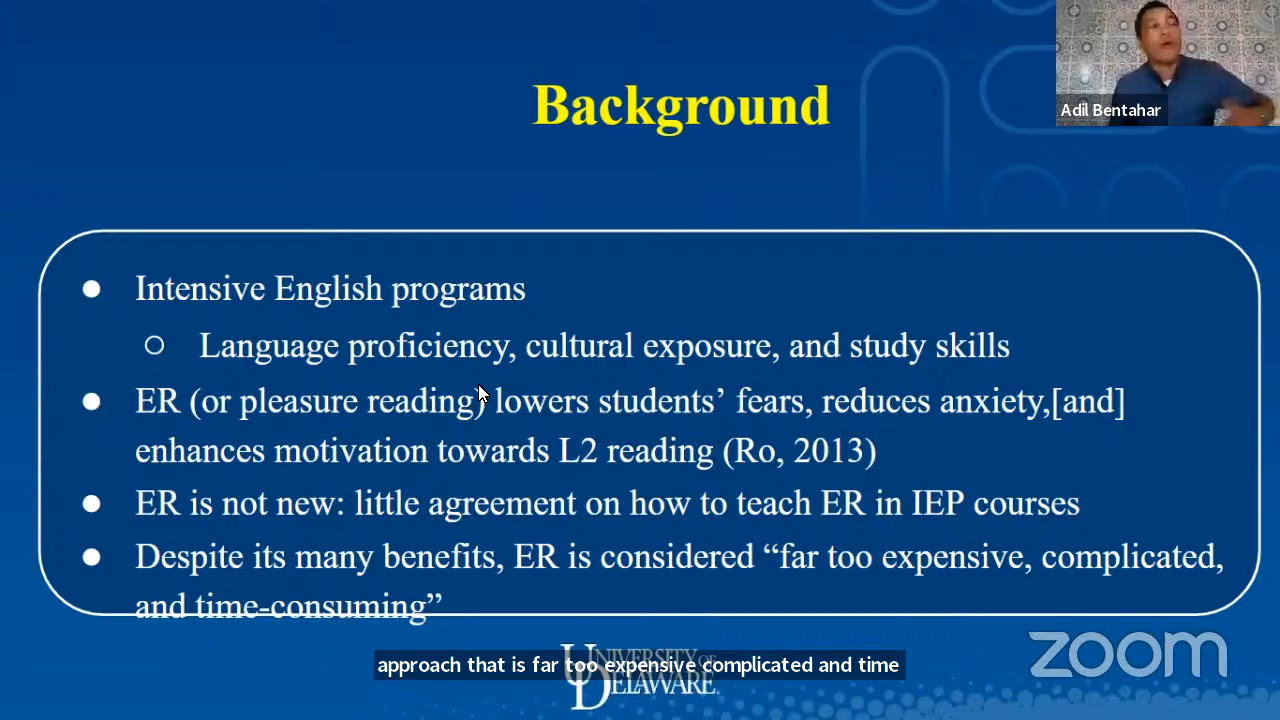 Background
Adil Bentahar
● Intensive English programs
○ Language proficiency, cultural exposure, and study skills
● ER (or pleasure reading) lowers students’ fears, reduces anxiety,[and]
enhances motivation towards L2 reading (Ro, 2013)
● ER is not new: little agreement on how to teach ER in IEP courses
● Despite its many benefits, ER is considered “far too expensive, complicated,
and time-consuming”
approach that is far too expensive complicated and time
UNIVERSITY OF
DELAWARE
zoom